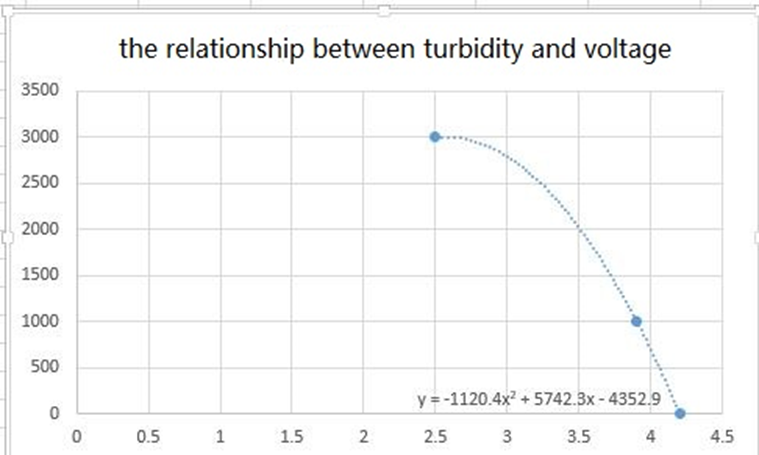 the relationship between turbidity and voltage
3500
3000
2500
2000
1500
1000
500
0
y = -1120.4x² + 5742.3x - 4352.9
0 0.5 1 1.5 2 2.5 3 3.5 4 4.5